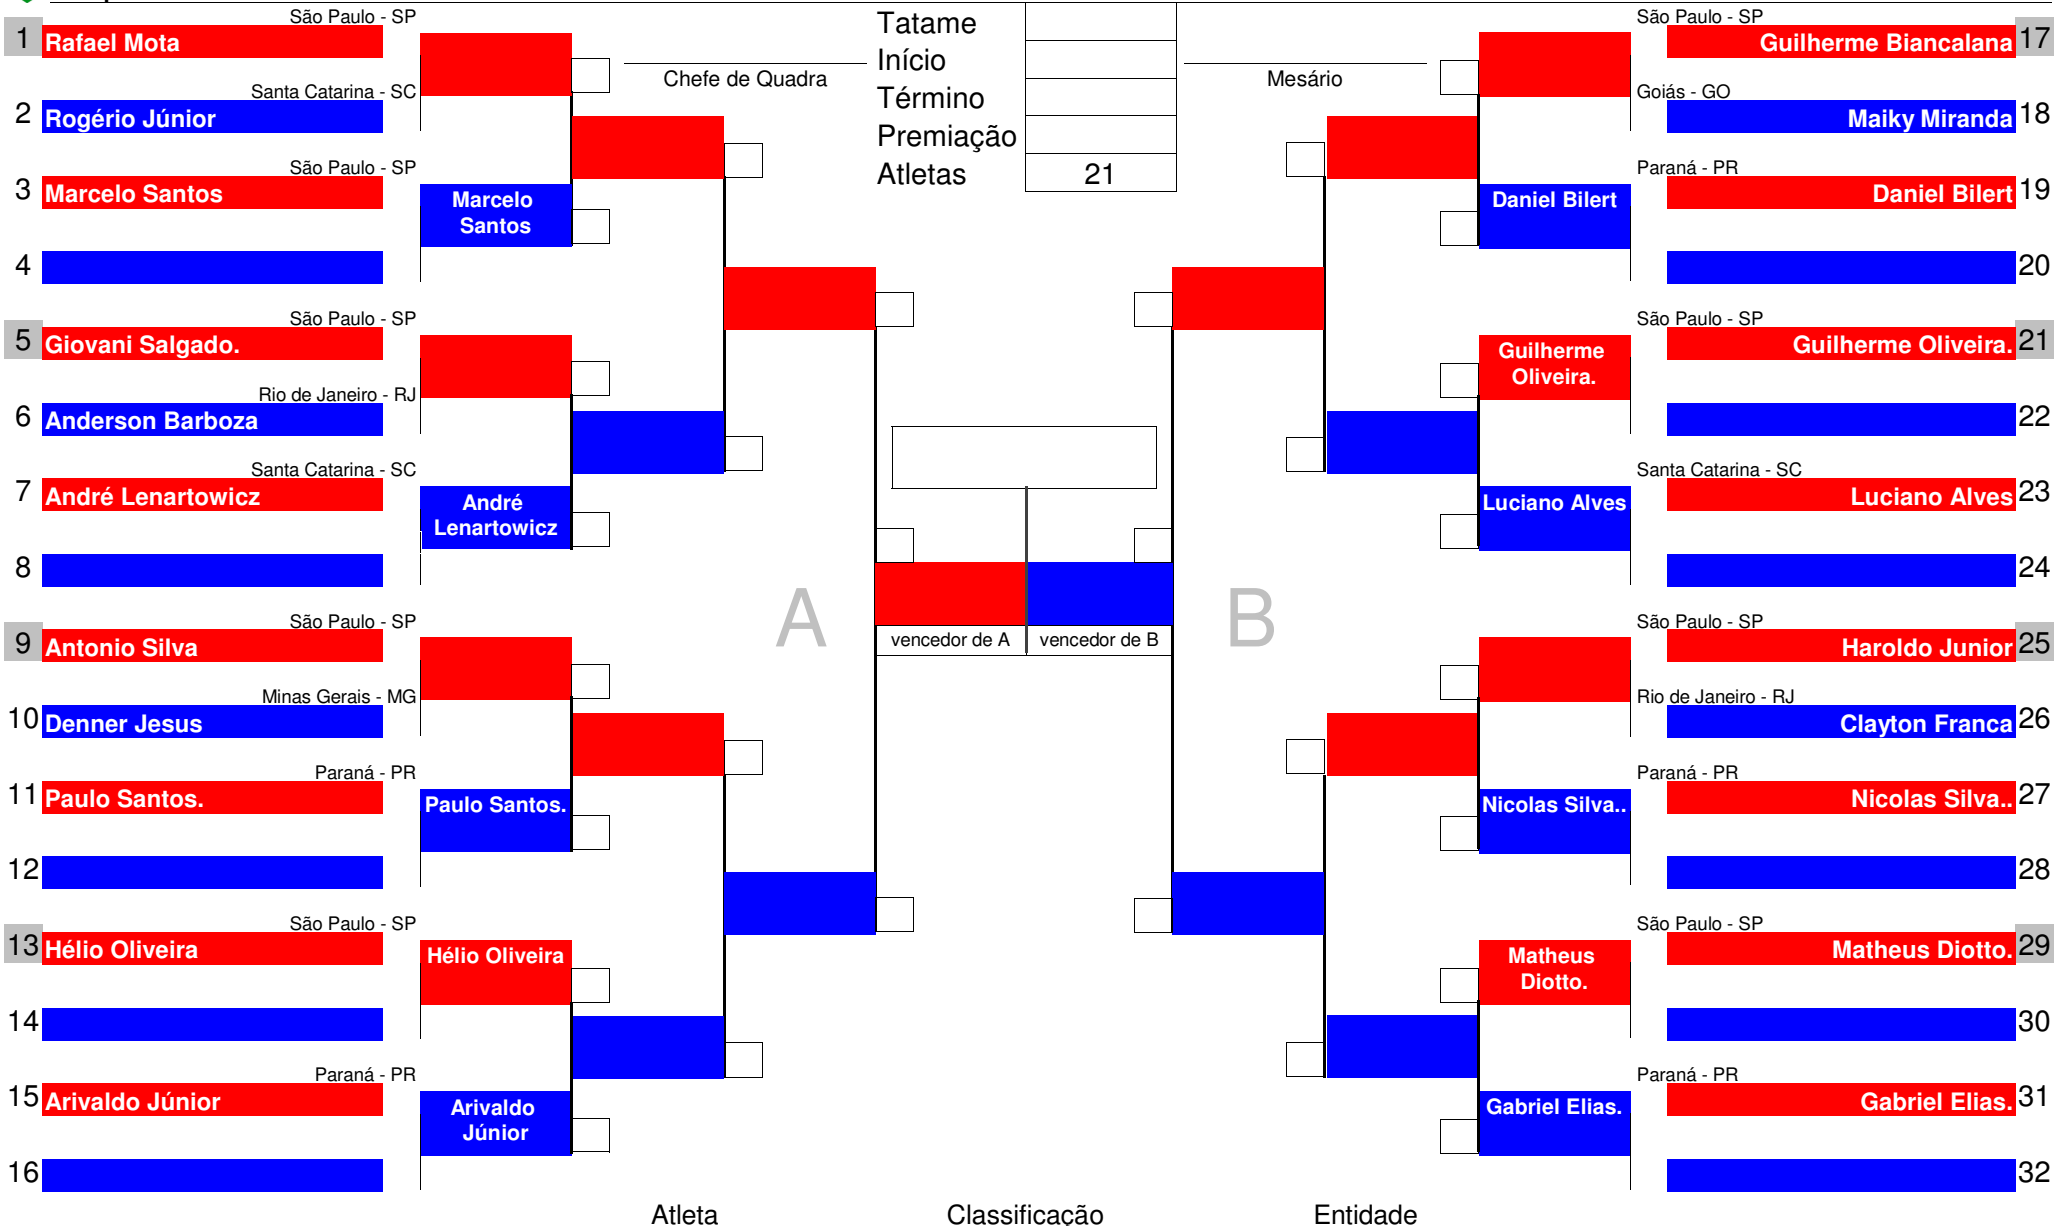 São Paulo - SP
1 Rafael Mota
Santa Catarina - SC
2 Rogério Júnior
São Paulo - SP
3 Marcelo Santos
4
São Paulo - SP
5 Giovani Salgado.
Rio de Janeiro - RJ
6 Anderson Barboza
Santa Catarina - SC
7 André Lenartowicz
8
São Paulo - SP
9 Antonio Silva
Minas Gerais - MG
10 Denner Jesus
Paraná - PR
11 Paulo Santos.
12
São Paulo - SP
13 Hélio Oliveira
14
Paraná - PR
15 Arivaldo Júnior
16
Marcelo
Santos
André
Lenartowicz
Paulo Santos.
Hélio Oliveira
Arivaldo
Júnior
Chefe de Quadra
Tatame
Início
Término
Premiação
Atletas 21
Mesário
A
B
vencedor de A
vencedor de B
Daniel Bilert
Guilherme
Oliveira.
Luciano Alves
Nicolas Silva..
Matheus
Diotto.
Gabriel Elias.
São Paulo - SP
Guilherme Biancalana 17
Goiás - GO
Maiky Miranda 18
Paraná - PR
Daniel Bilert 19
20
São Paulo - SP
Guilherme Oliveira. 21
22
Santa Catarina - SC
Luciano Alves 23
24
São Paulo - SP
Haroldo Junior 25
Rio de Janeiro - RJ
Clayton Franca 26
Paraná - PR
Nicolas Silva.. 27
28
São Paulo - SP
Matheus Diotto. 29
30
Paraná - PR
Gabriel Elias. 31
32
Atleta
Classificação
Entidade